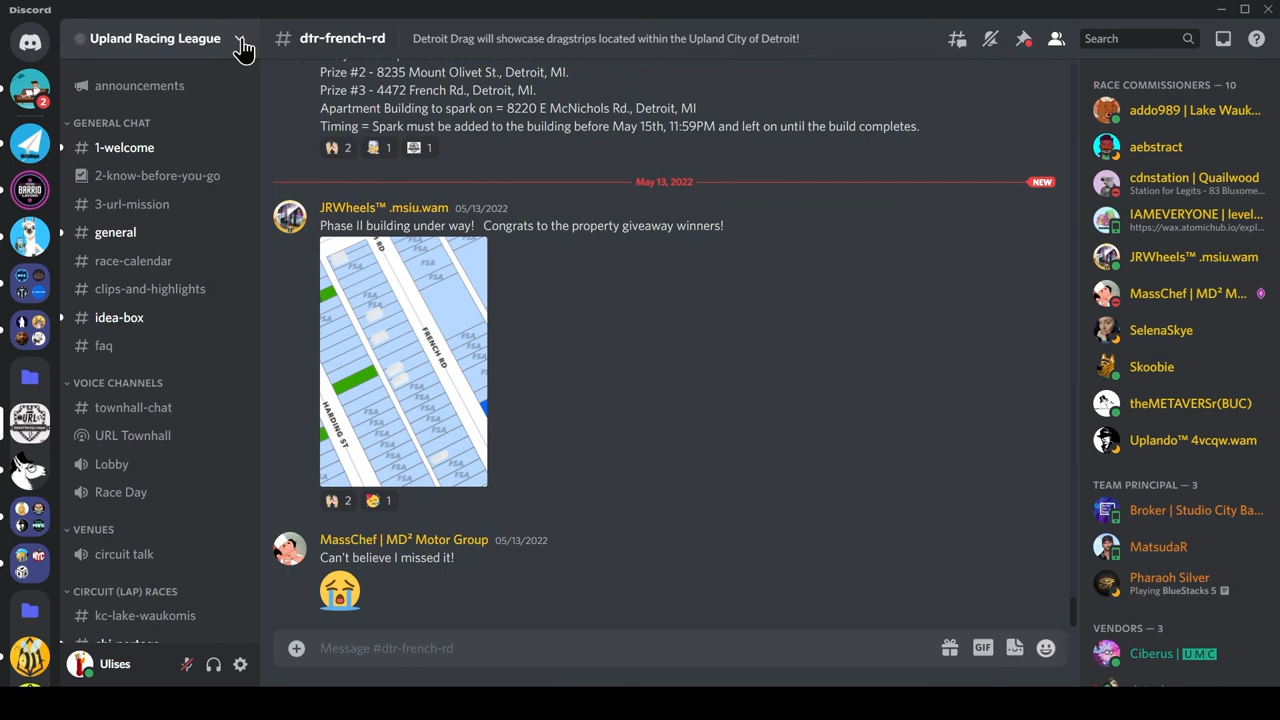 Discord
Upland Racing League
dtr-french-rd
Detroit Drag will showcase dragstrips located within the Upland City of Detroit!
Search
2
announcements
GENERAL CHAT
1-welcome
2-know-before-you-go
3-url-mission
general
race-calendar
clips-and-highlights
idea-box
faq
VOICE CHANNELS
townhall-chat
URL Townhall
Lobby
Race Day
VENUES
circuit talk
CIRCUIT (LAP) RACES
kc-lake-waukomis
Ulises
Prize #2 - 8235 Mount Olivet St., Detroit, MI.
Prize #3 - 4472 French Rd., Detroit, MI.
Apartment Building to spark on = 8220 E McNichols Rd., Detroit, MI
Timing = Spark must be added to the building before May 15th, 11:59PM and left on until the build completes.
2 1 1
May 13, 2022 NEW
JRWheels™ .msiu.wam 05/13/2022
Phase II building under way! Congrats to the property giveaway winners!
RD
FSA
FRENCH RD
HARDING ST
2 1
MassChef | MD² Motor Group 05/13/2022
Can't believe I missed it!
Message #dtr-french-rd
GIF
RACE COMMISSIONERS — 10
addo989 | Lake Wauk...
aebstract
cdnstation | Quailwood
Station for Legits - 83 Bluxome...
IAMEVERYONE | level...
https://wax.atomichub.io/expl...
JRWheels™ .msiu.wam
MassChef | MD² M...
SelenaSkye
Skoobie
theMETAVERSr(BUC)
Uplando™ 4vcqw.wam
TEAM PRINCIPAL — 3
Broker | Studio City Ba...
MatsudaR
Pharaoh Silver
Playing BlueStacks 5
VENDORS — 3
Ciberus | UMC